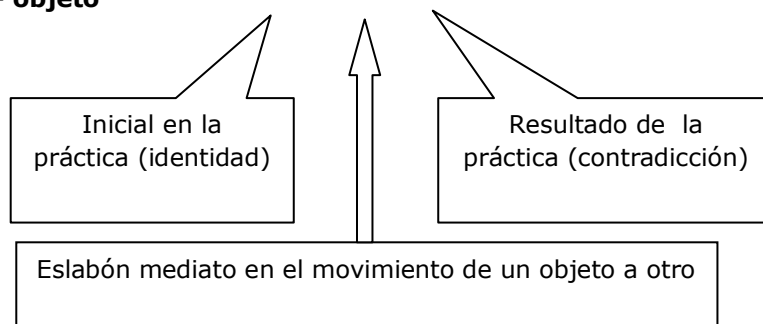 objeto
Inicial en la
práctica (identidad)
Resultado de la
práctica (contradicción)
Eslabón mediato en el movimiento de un objeto a otro